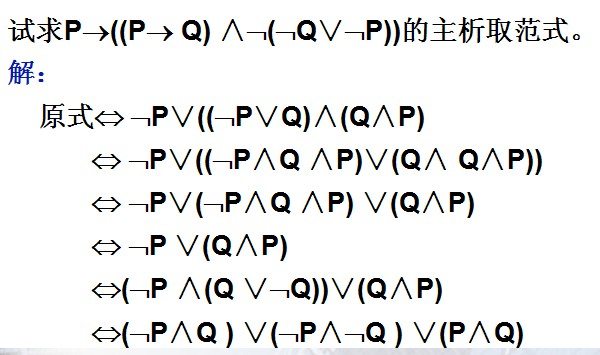 试求P→((P→ Q) ∧¬(¬Q∨¬P))的主析取范式。
解：
原式⇔ ¬P∨((¬P∨Q)∧(Q∧P)
⇔ ¬P∨((¬P∧Q ∧P)∨(Q∧ Q∧P))
⇔ ¬P∨(¬P∧Q ∧P) ∨(Q∧P)
⇔ ¬P ∨(Q∧P)
⇔(¬P ∧(Q ∨¬Q))∨(Q∧P)
⇔(¬P∧Q ) ∨(¬P∧¬Q ) ∨(P∧Q)